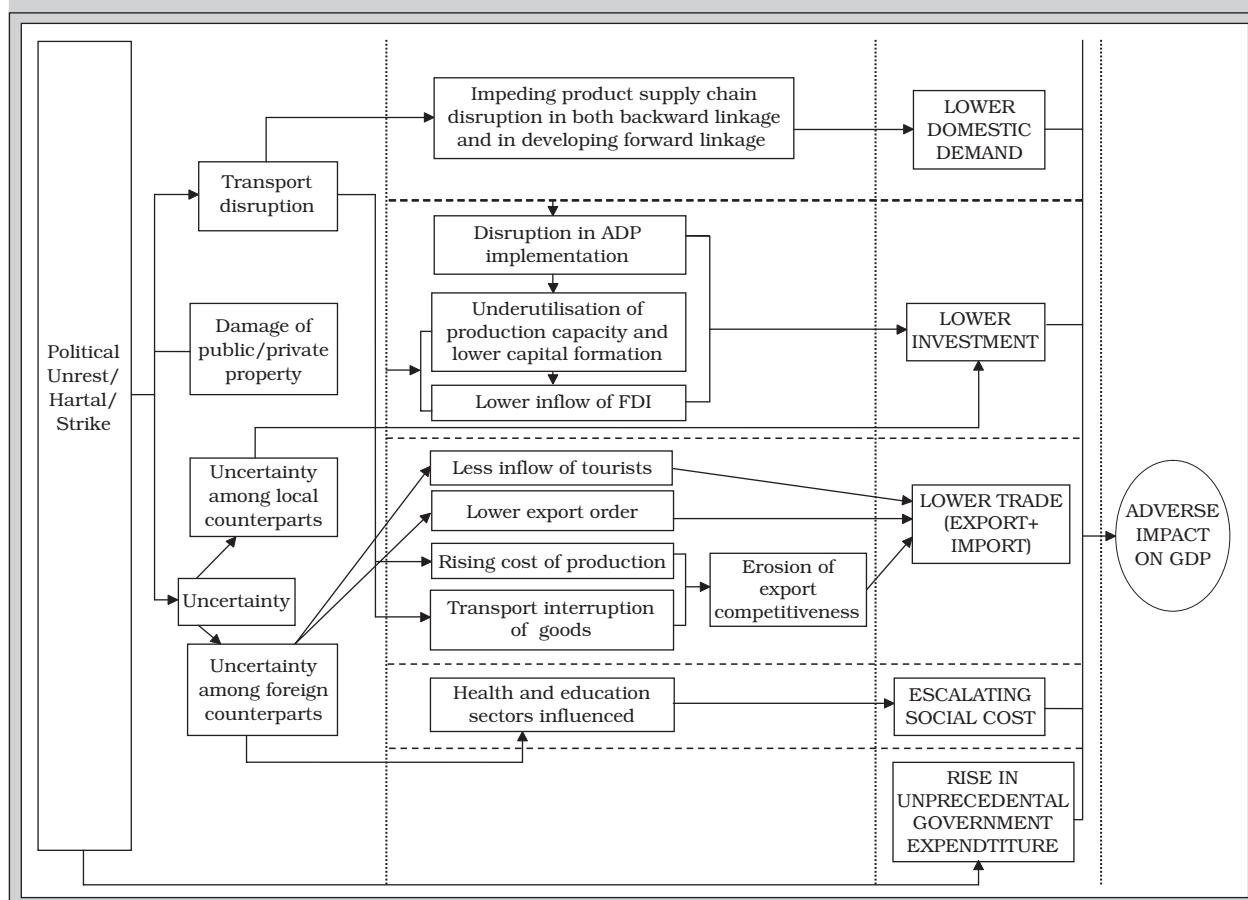 Political
Unrest/
Hartal/
Strike
Transport
disruption
Damage of
public/private
property
Uncertainty
among local
counterparts
Uncertainty
Uncertainty
among foreign
counterparts
Impeding product supply chain
disruption in both backward linkage
and in developing forward linkage
Disruption in ADP
implementation
Underutilisation of
production capacity and
lower capital formation
Lower inflow of FDI
Less inflow of tourists
Lower export order
Rising cost of production
Transport interruption
of goods
Erosion of
export
competitiveness
Health and education
sectors influenced
LOWER
DOMESTIC
DEMAND
LOWER
INVESTMENT
LOWER TRADE
(EXPORT+
IMPORT)
ESCALATING
SOCIAL COST
RISE IN
UNPRECEDENTAL
GOVERNMENT
EXPENDTITURE
ADVERSE
IMPACT
ON GDP